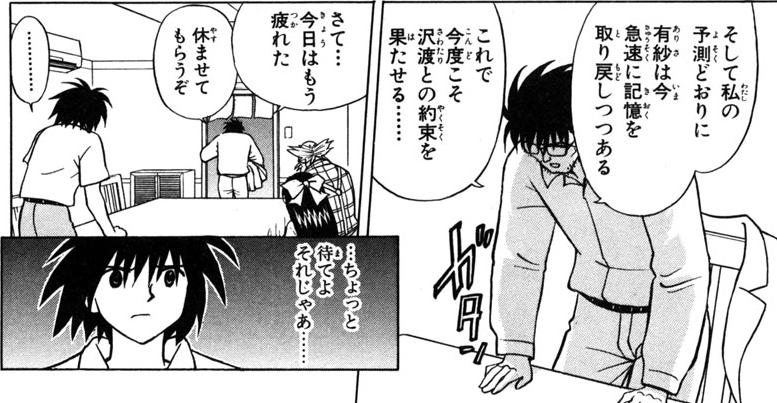 そして私の
予測どおりに
有紗は今
急速に記憶を
取り戻しつつある
これで
今度こそ
沢渡との約束を
果たせる………
ガタン
さて…
今日はもう
疲れた
休ませて
もらうぞ
…………
…ちょっと
待てよ
それじゃあ……